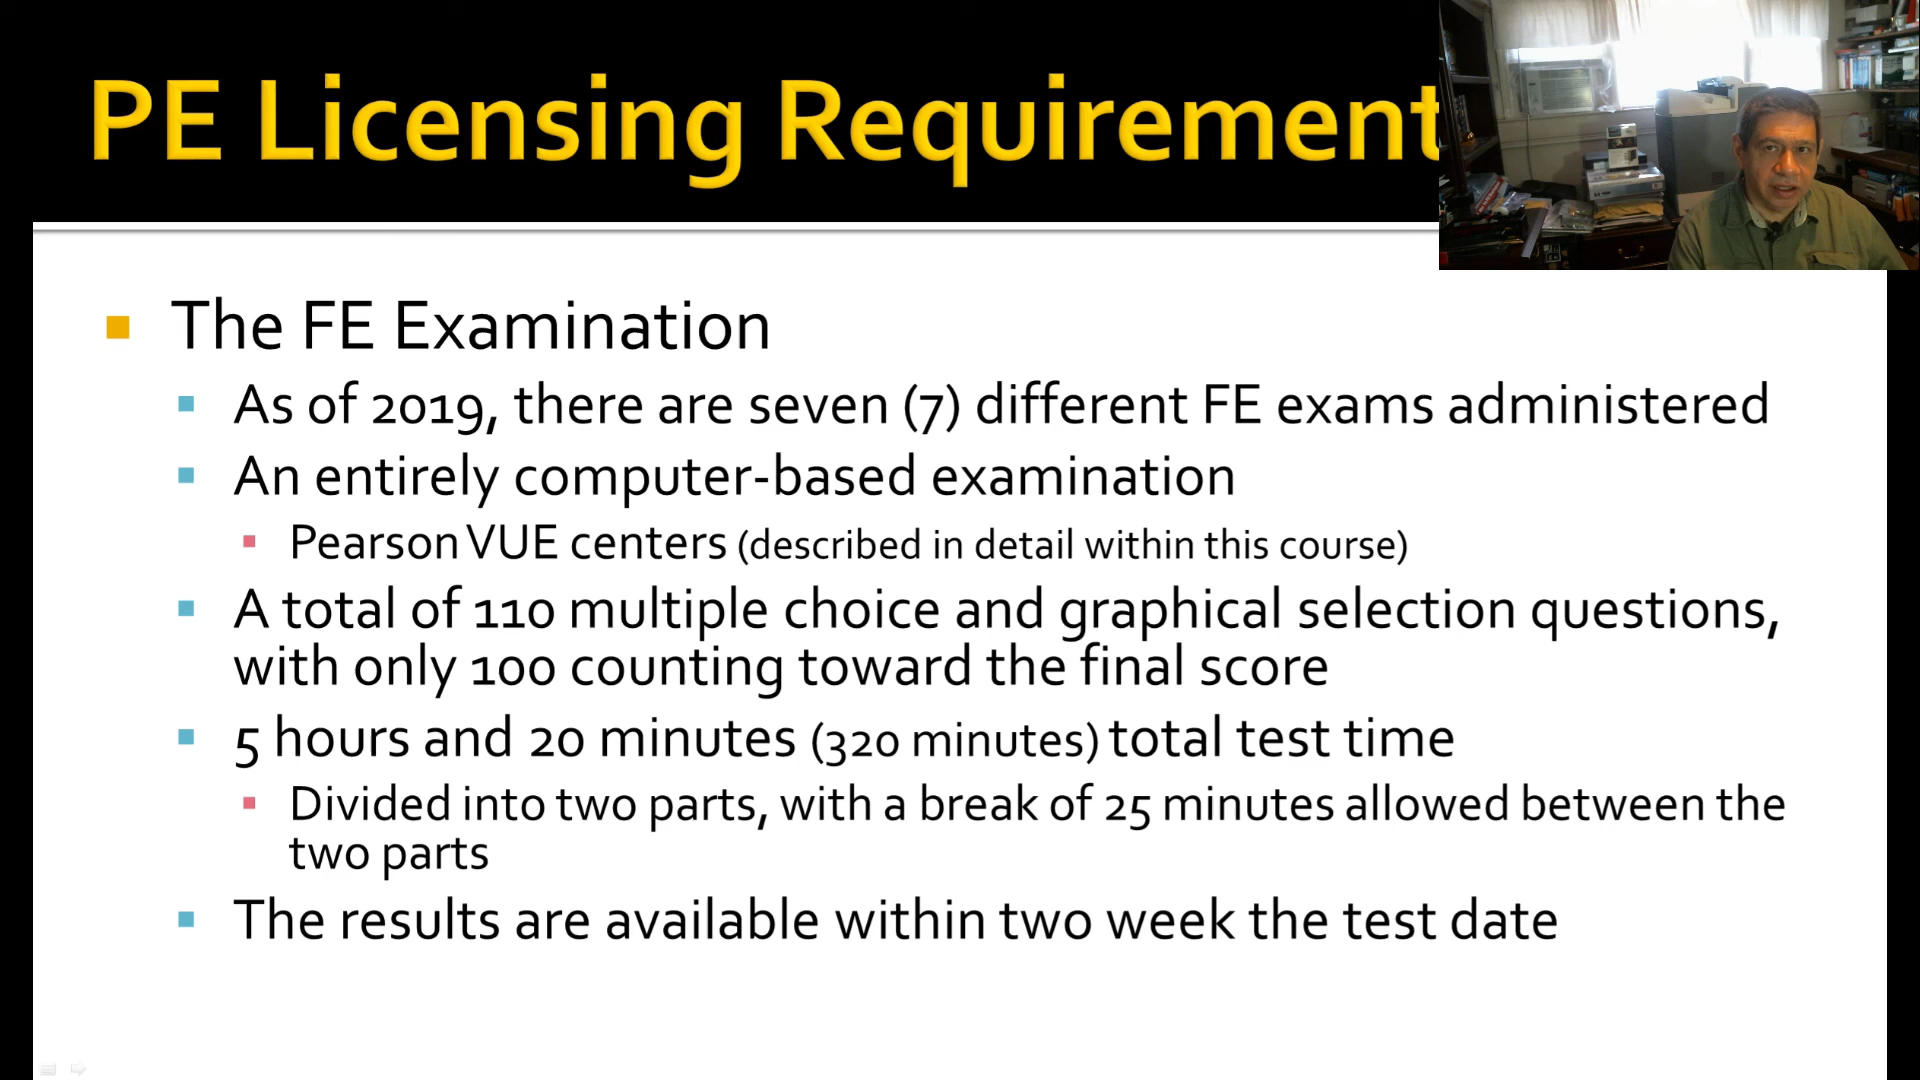 PE Licensing Requirement
The FE Examination
As of 2019, there are seven (7) different FE exams administered
An entirely computer-based examination
Pearson VUE centers (described in detail within this course)
A total of 110 multiple choice and graphical selection questions,
with only 100 counting toward the final score
5 hours and 20 minutes (320 minutes) total test time
Divided into two parts, with a break of 25 minutes allowed between the
two parts
The results are available within two week the test date